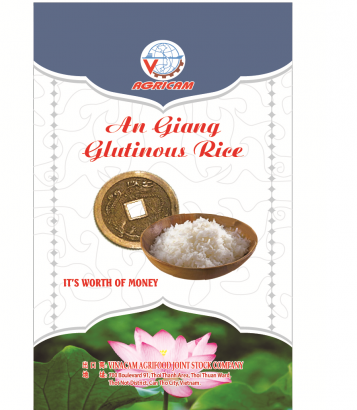 V
AGRICAM
An Giang
Glutinous Rice
IT'S WORTH OF MONEY
VINACAM AGRIFOOD JOINT STOCK COMPANY
Boulevard 91, Thoi Thanh Area, Thoi Thuan Ward,
Thot Not District, Can Tho City, Vietnam